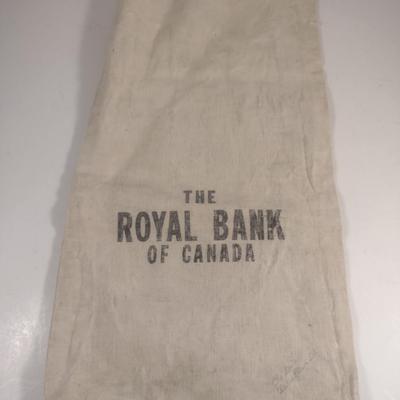 THE
ROYAL BANK
OF CANADA